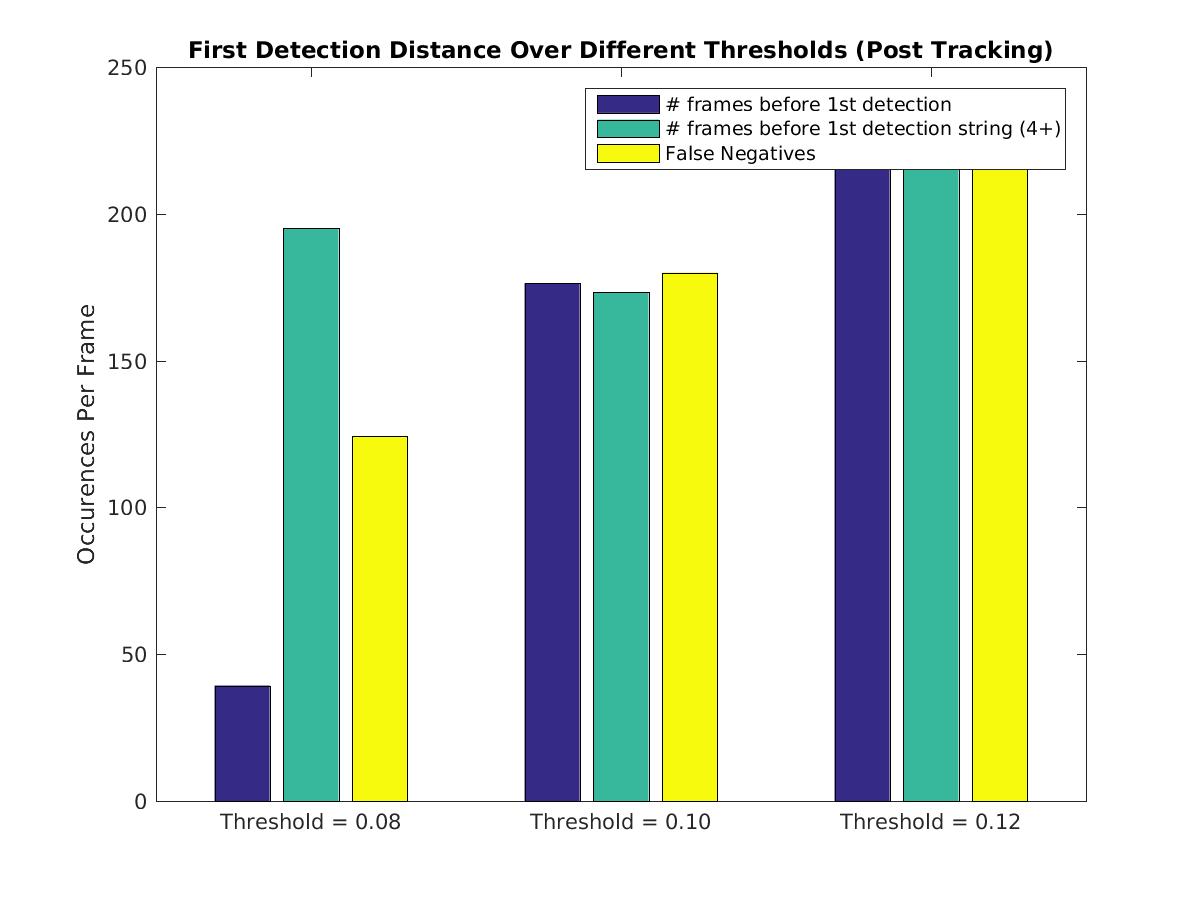 First Detection Distance Over Different Thresholds (Post Tracking)
250
200
150
100
50
0
Occurences Per Frame
# frames before 1st detection
# frames before 1st detection string (4+)
False Negatives
Threshold = 0.08
Threshold = 0.10
Threshold = 0.12